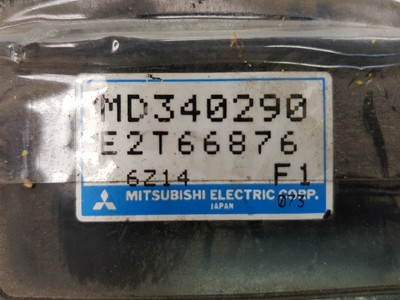 MD340290
E2T66876
6Z14 F1
MITSUBISHI ELECTRIC CORP.
JAPAN 073